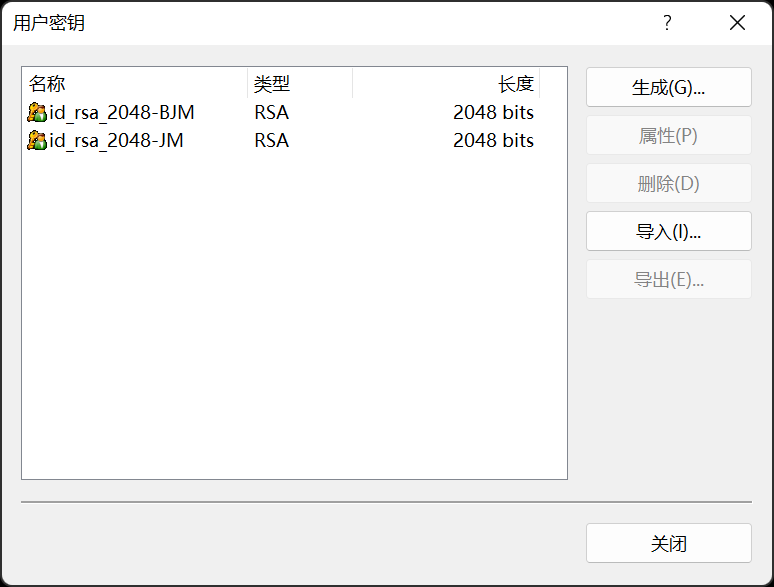 用户密钥
名称 类型 长度
id_rsa_2048-BJM RSA 2048 bits
id_rsa_2048-JM RSA 2048 bits
生成(G)...
属性(P)
删除(D)
导入(I)...
导出(E)...
关闭